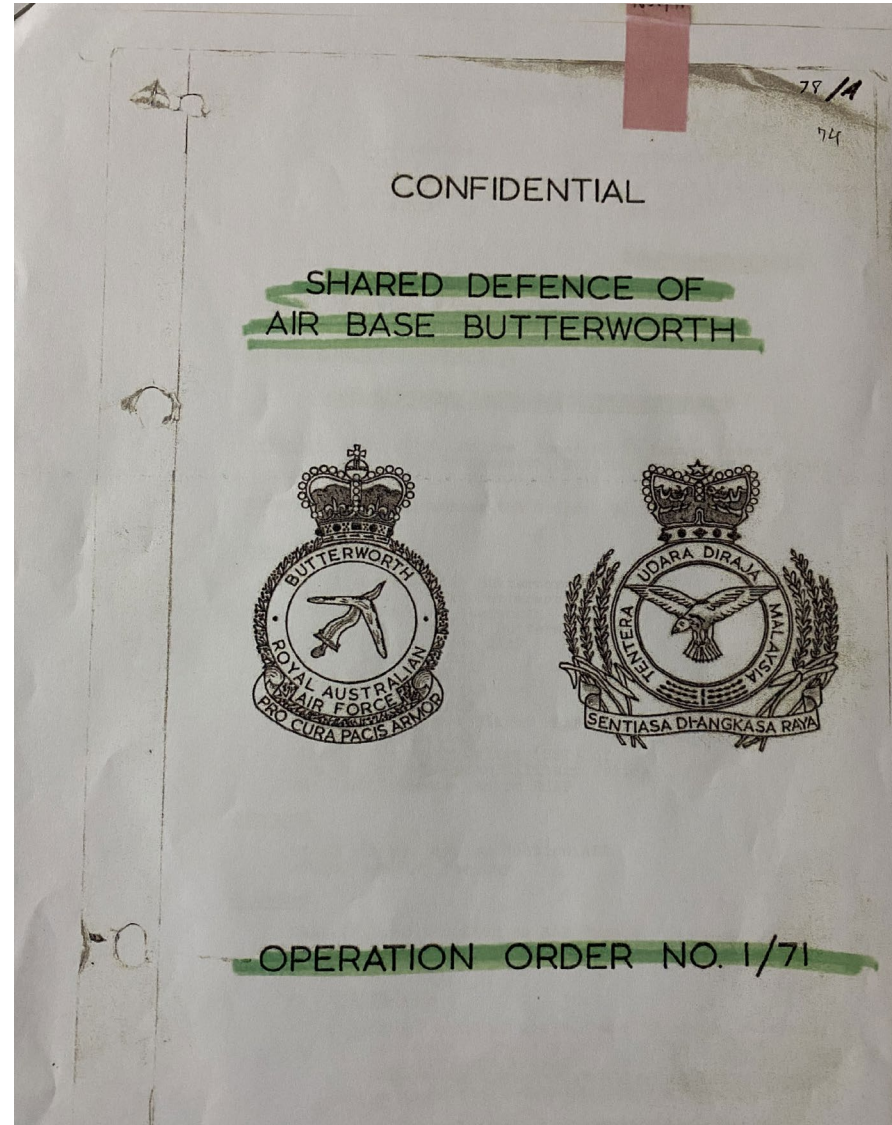 78 /A
74
CONFIDENTIAL
SHARED DEFENCE OF
AIR BASE BUTTERWORTH
BUTTERWORTH
ROYAL AUSTRALIAN
AIR FORCE
PRO CURA PACIS ARMOR
TENTERA UDARA DIRAJA MALAYSIA
SENTIASA DI-ANGKASA RAYA
OPERATION ORDER NO. 1/71